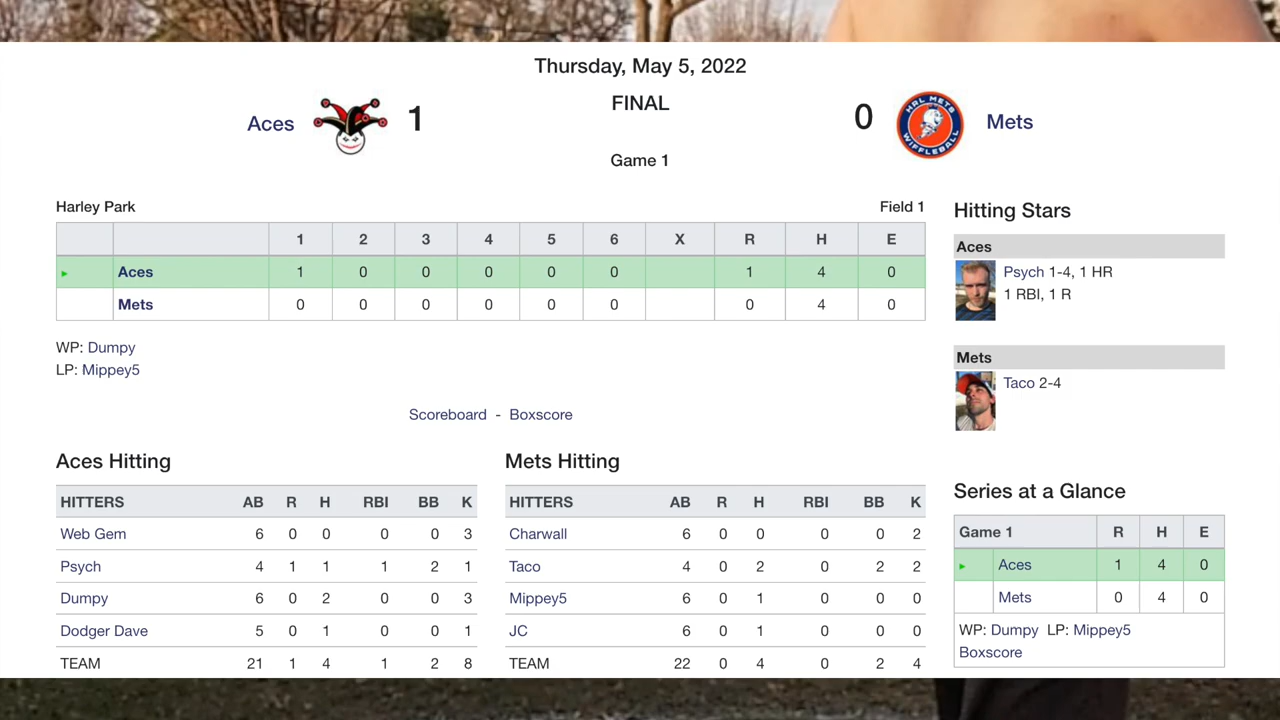 Thursday, May 5, 2022
Aces 1 FINAL 0 Mets
HRL METS
WIFFLEBALL
Game 1
Harley Park Field 1
1 2 3 4 5 6 X R H E
Aces 1 0 0 0 0 0 1 4 0
Mets 0 0 0 0 0 0 0 4 0
WP: Dumpy
LP: Mippey5
Scoreboard - Boxscore
Hitting Stars
Aces
Psych 1-4, 1 HR
1 RBI, 1 R
Mets
Taco 2-4
Aces Hitting
HITTERS AB R H RBI BB K
Web Gem 6 0 0 0 0 3
Psych 4 1 1 1 2 1
Dumpy 6 0 2 0 0 3
Dodger Dave 5 0 1 0 0 1
TEAM 21 1 4 1 2 8
Mets Hitting
HITTERS AB R H RBI BB K
Charwall 6 0 0 0 0 2
Taco 4 0 2 0 2 2
Mippey5 6 0 1 0 0 0
JC 6 0 1 0 0 0
TEAM 22 0 4 0 2 4
Series at a Glance
Game 1 R H E
Aces 1 4 0
Mets 0 4 0
WP: Dumpy LP: Mippey5
Boxscore